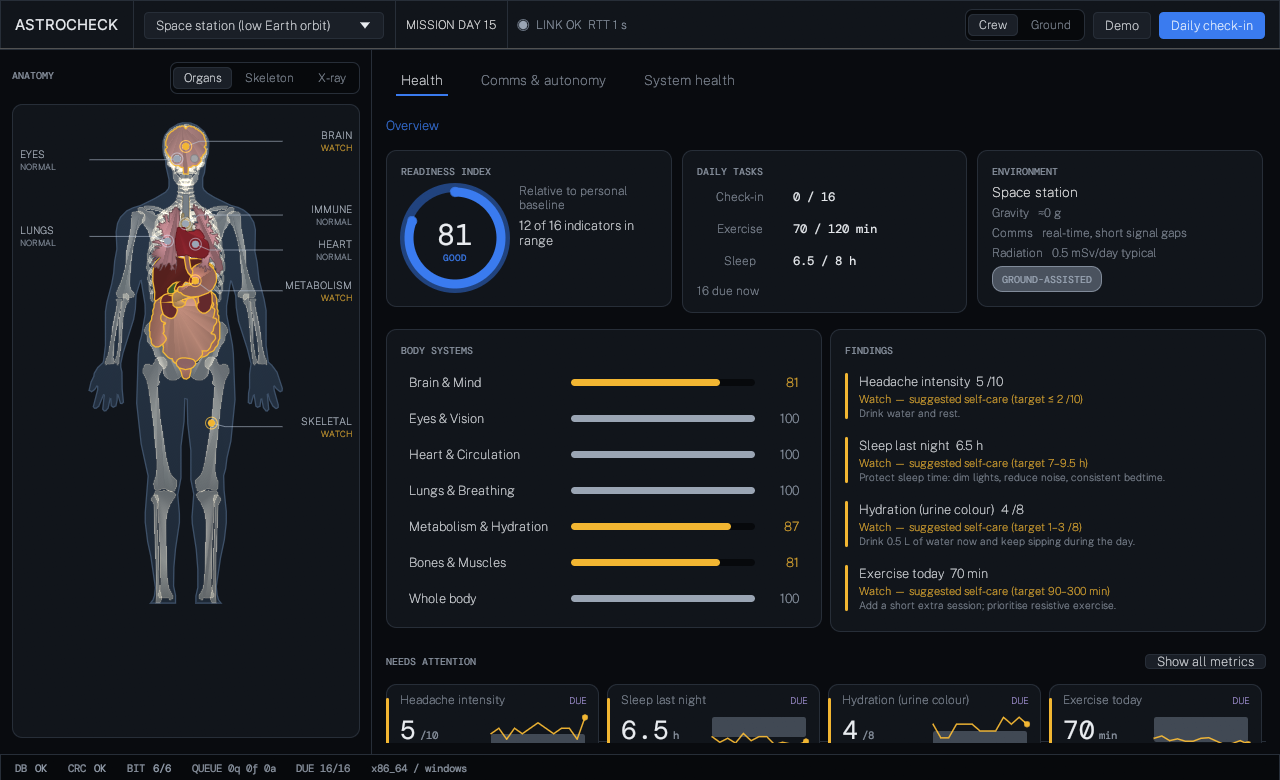 ASTROCHECK
Space station (low Earth orbit)
MISSION DAY 15
LINK OK RTT 1 s
Crew
Ground
Demo
Daily check-in
ANATOMY
Organs
Skeleton
X-ray
BRAIN
WATCH
EYES
NORMAL
IMMUNE
NORMAL
LUNGS
NORMAL
HEART
NORMAL
METABOLISM
WATCH
SKELETAL
WATCH
Health
Comms & autonomy
System health
Overview
READINESS INDEX
81
GOOD
Relative to personal
baseline
12 of 16 indicators in
range
DAILY TASKS
Check-in 0 / 16
Exercise 70 / 120 min
Sleep 6.5 / 8 h
16 due now
ENVIRONMENT
Space station
Gravity ≈0 g
Comms real-time, short signal gaps
Radiation 0.5 mSv/day typical
GROUND-ASSISTED
BODY SYSTEMS
Brain & Mind 81
Eyes & Vision 100
Heart & Circulation 100
Lungs & Breathing 100
Metabolism & Hydration 87
Bones & Muscles 81
Whole body 100
FINDINGS
Headache intensity 5 /10
Watch — suggested self-care (target ≤ 2 /10)
Drink water and rest.
Sleep last night 6.5 h
Watch — suggested self-care (target 7–9.5 h)
Protect sleep time: dim lights, reduce noise, consistent bedtime.
Hydration (urine colour) 4 /8
Watch — suggested self-care (target 1–3 /8)
Drink 0.5 L of water now and keep sipping during the day.
Exercise today 70 min
Watch — suggested self-care (target 90–300 min)
Add a short extra session; prioritise resistive exercise.
NEEDS ATTENTION
Show all metrics
Headache intensity DUE
5 /10
Sleep last night DUE
6.5 h
Hydration (urine colour) DUE
4 /8
Exercise today DUE
70 min
DB OK CRC OK BIT 6/6 QUEUE 0q 0f 0a DUE 16/16 x86_64 / windows